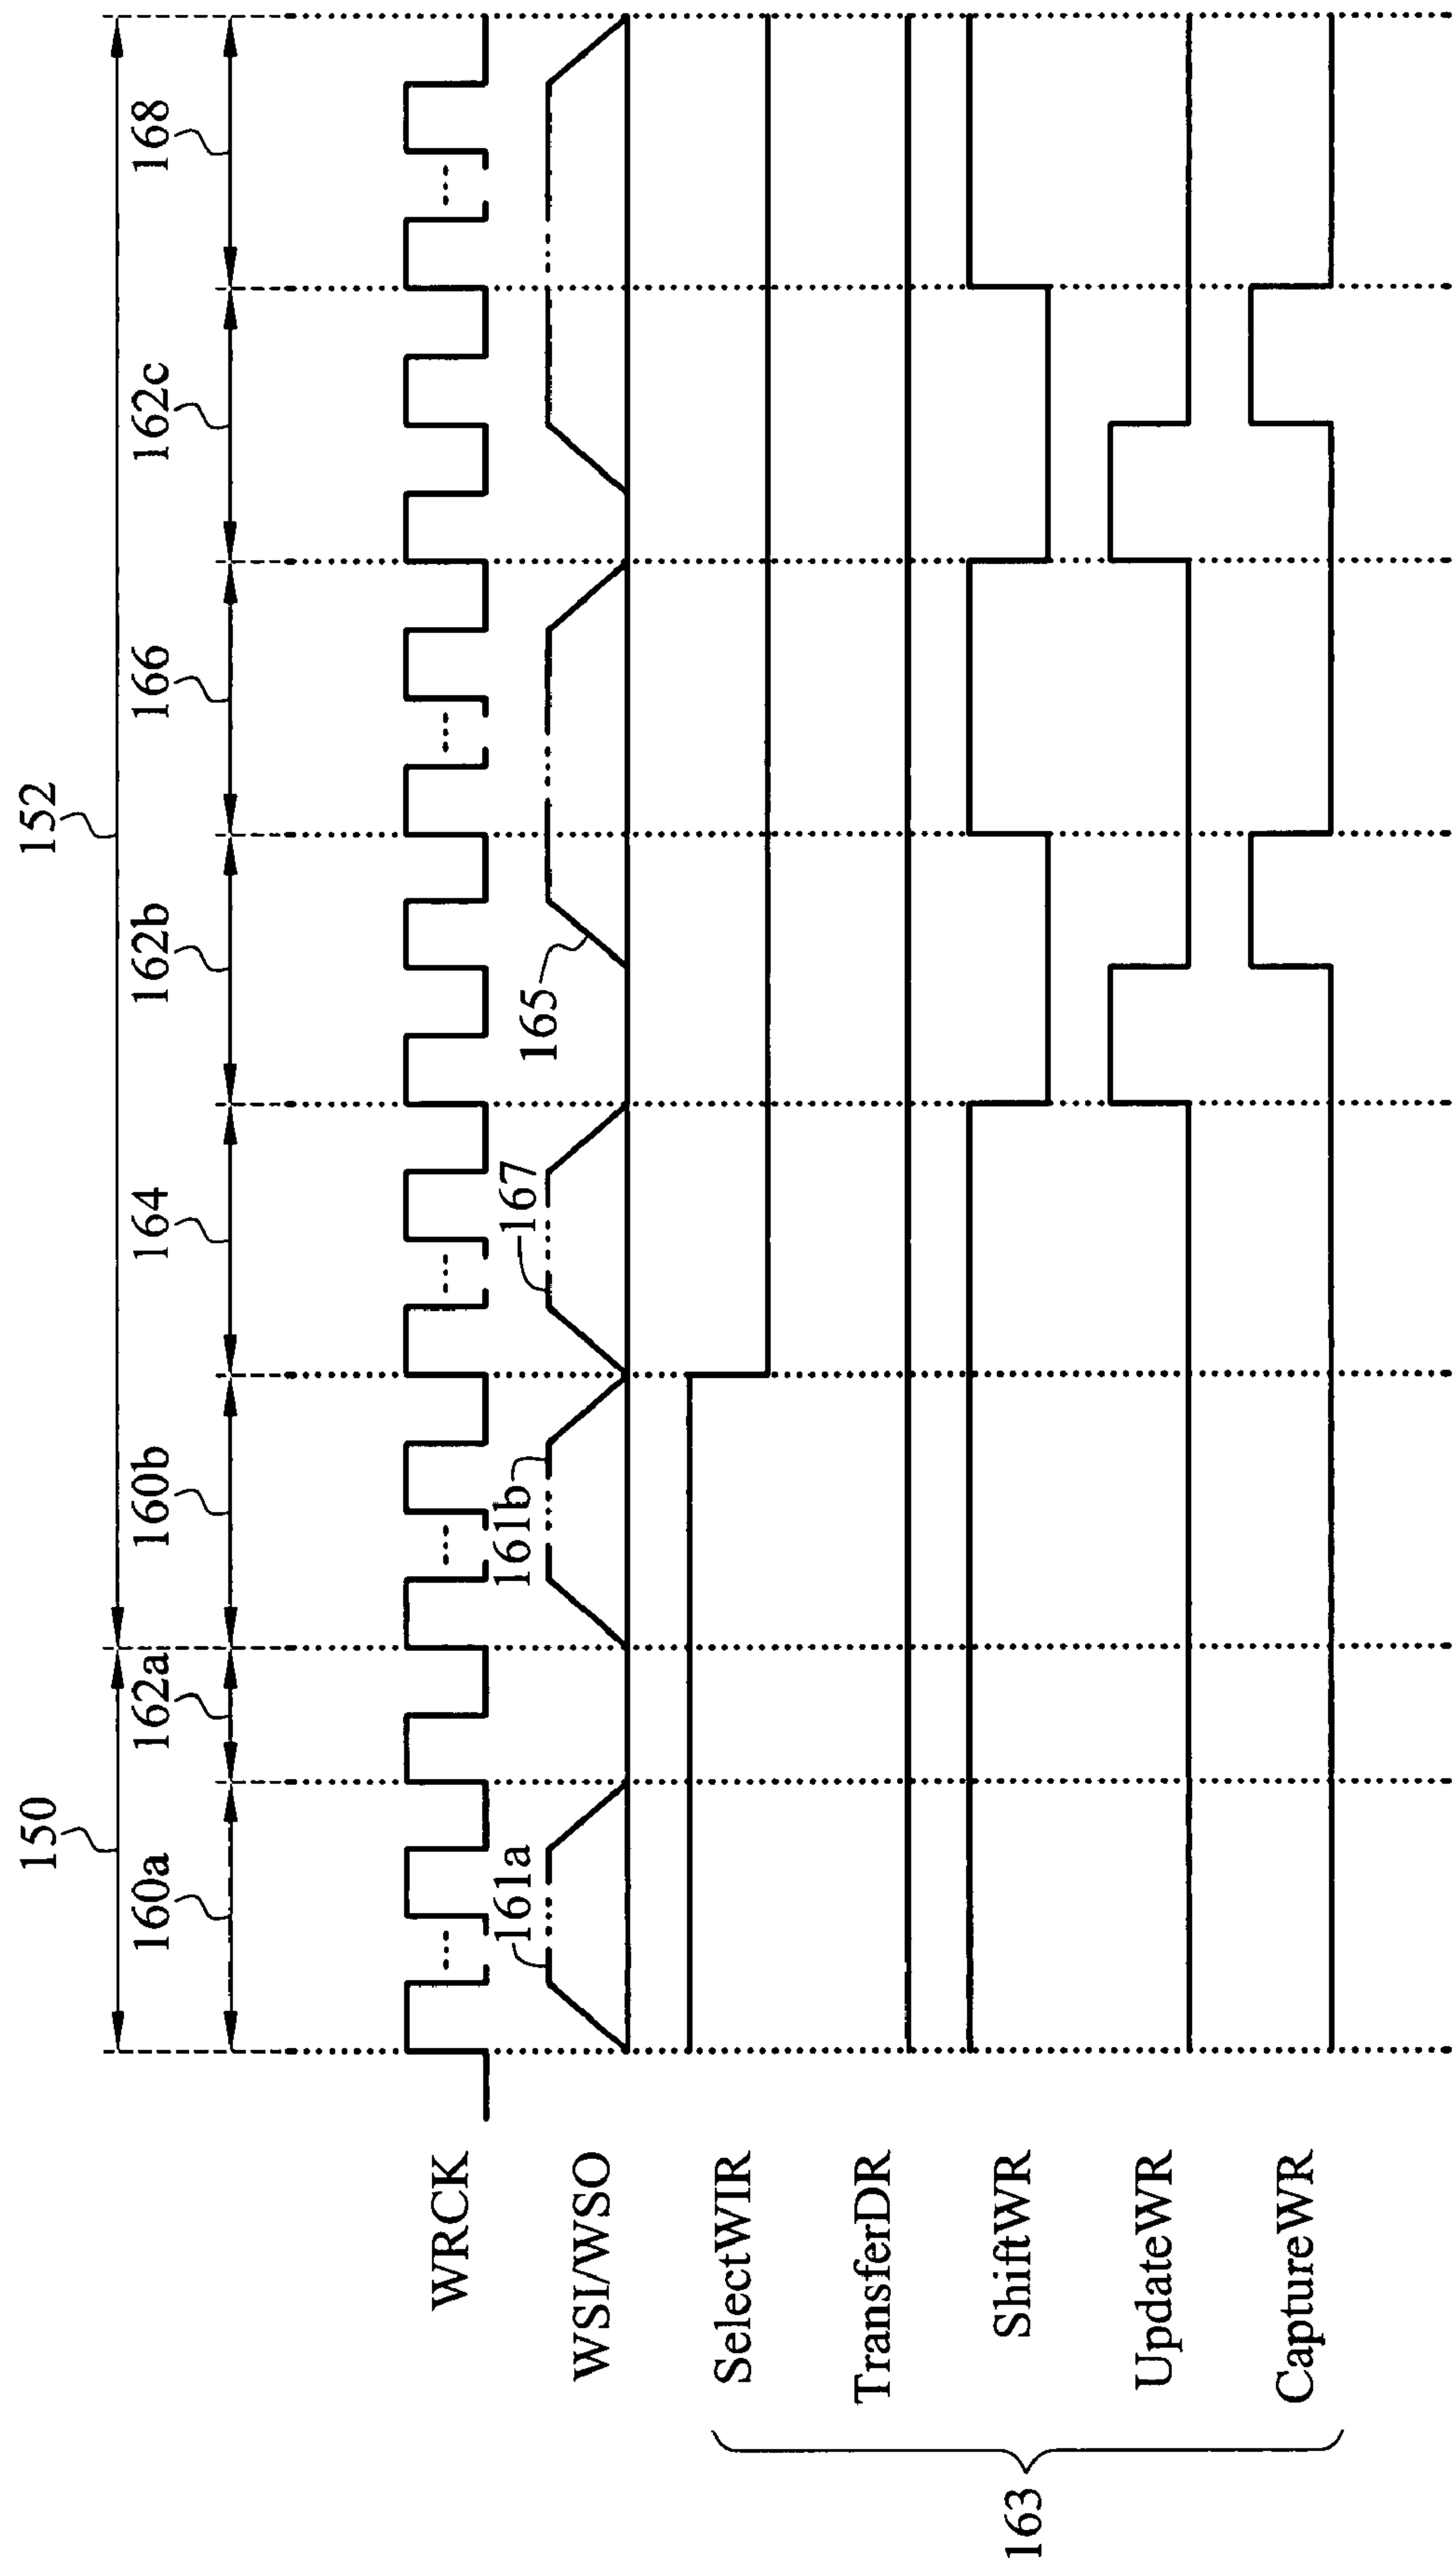 150
152
160a
162a
160b
164
162b
166
162c
168
WRCK
...
...
...
...
...
WSI/WSO
161a
161b
167
165
SelectWIR
TransferDR
ShiftWR
UpdateWR
CaptureWR
163